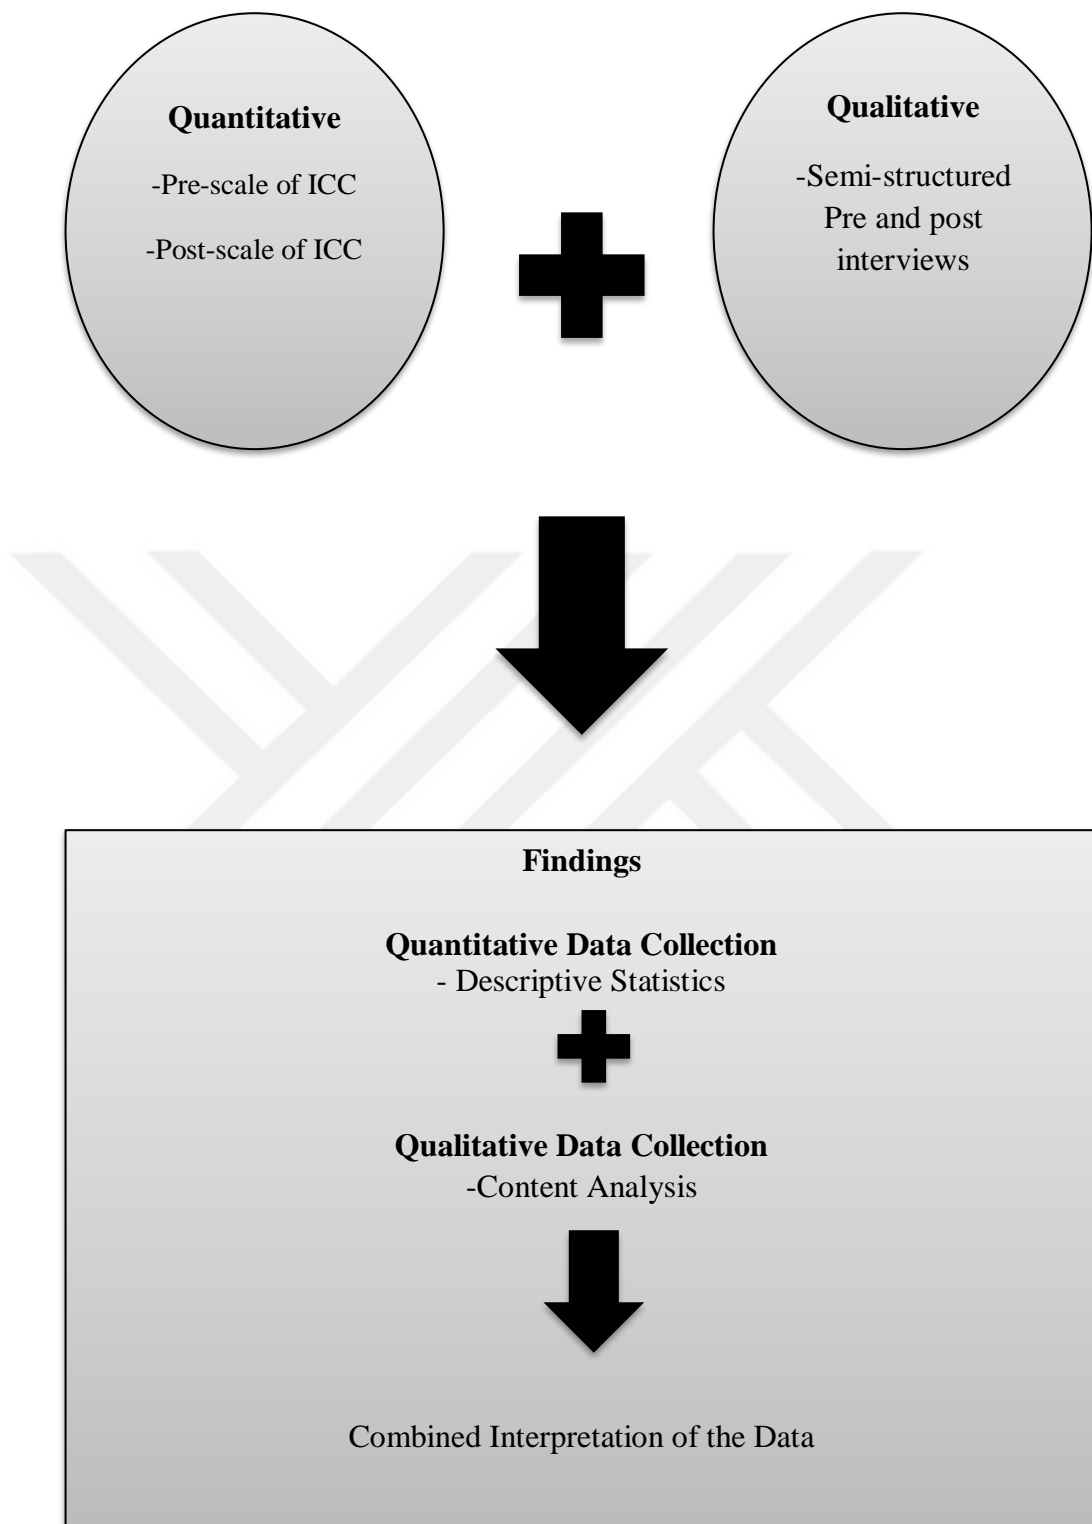 Quantitative
-Pre-scale of ICC
-Post-scale of ICC
Qualitative
-Semi-structured
Pre and post
interviews
Findings
Quantitative Data Collection
- Descriptive Statistics
Qualitative Data Collection
-Content Analysis
Combined Interpretation of the Data